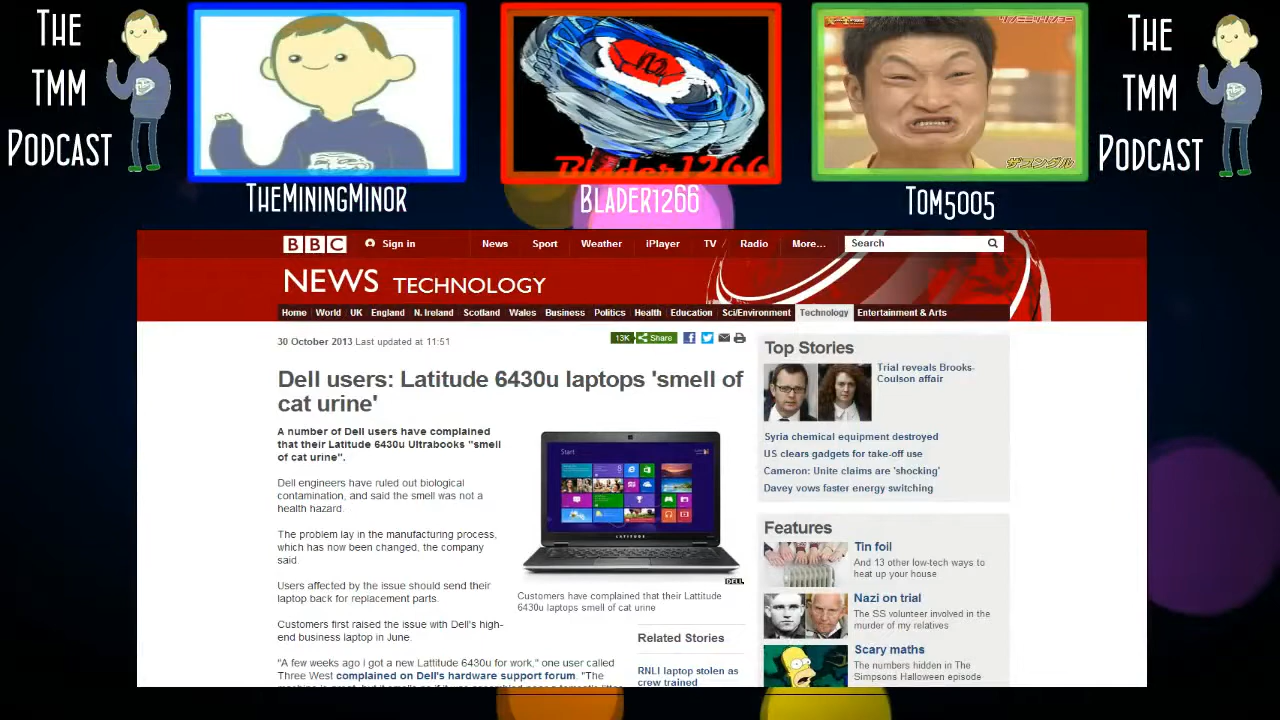 The
TMM
Podcast
Blader1266
ザ コンプル
The
TMM
Podcast
TheMiningMinor
Blader1266
Tom5005
BBC Sign in News Sport Weather iPlayer TV Radio More... Search
NEWS TECHNOLOGY
Home World UK England N. Ireland Scotland Wales Business Politics Health Education Sci/Environment Technology Entertainment & Arts
30 October 2013 Last updated at 11:51
13K Share
Dell users: Latitude 6430u laptops 'smell of
cat urine'
A number of Dell users have complained
that their Latitude 6430u Ultrabooks "smell
of cat urine".
Dell engineers have ruled out biological
contamination, and said the smell was not a
health hazard.
The problem lay in the manufacturing process,
which has now been changed, the company
said.
Users affected by the issue should send their
laptop back for replacement parts.
Customers first raised the issue with Dell's high-
end business laptop in June.
"A few weeks ago i got a new Lattitude 6430u for work," one user called
Three West complained on Dell's hardware support forum. "The
Start
LATITUDE
DELL
Customers have complained that their Lattitude
6430u laptops smell of cat urine
Related Stories
RNLI laptop stolen as
crew trained
Top Stories
Trial reveals Brooks-
Coulson affair
Syria chemical equipment destroyed
US clears gadgets for take-off use
Cameron: Unite claims are 'shocking'
Davey vows faster energy switching
Features
Tin foil
And 13 other low-tech ways to
heat up your house
Nazi on trial
The SS volunteer involved in the
murder of my relatives
Scary maths
The numbers hidden in The
Simpsons Halloween episode